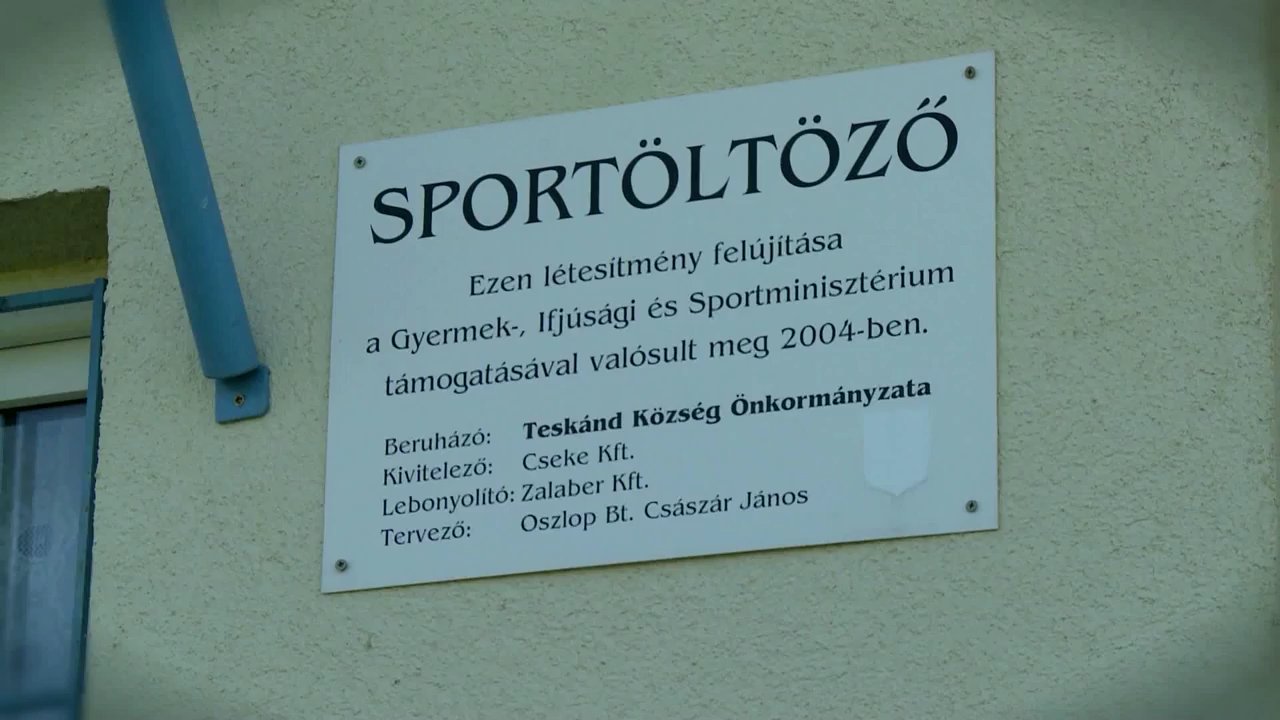 SPORTÖLTÖZŐ
Ezen létesítmény felújítása
a Gyermek-, Ifjúsági és Sportminisztérium
támogatásával valósult meg 2004-ben.
Beruházó: Teskánd Község Önkormányzata
Kivitelező: Cseke Kft.
Lebonyolító: Zalaber Kft.
Tervező: Oszlop Bt. Császár János